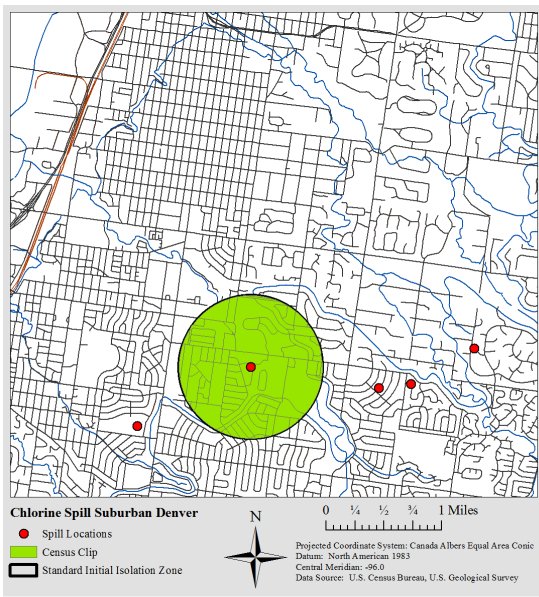 Chlorine Spill Suburban Denver
Spill Locations
Census Clip
Standard Initial Isolation Zone
N
0 ¼ ½ ¾ 1 Miles
Projected Coordinate System: Canada Albers Equal Area Conic
Datum: North American 1983
Central Meridian: -96.0
Data Source: U.S. Census Bureau, U.S. Geological Survey